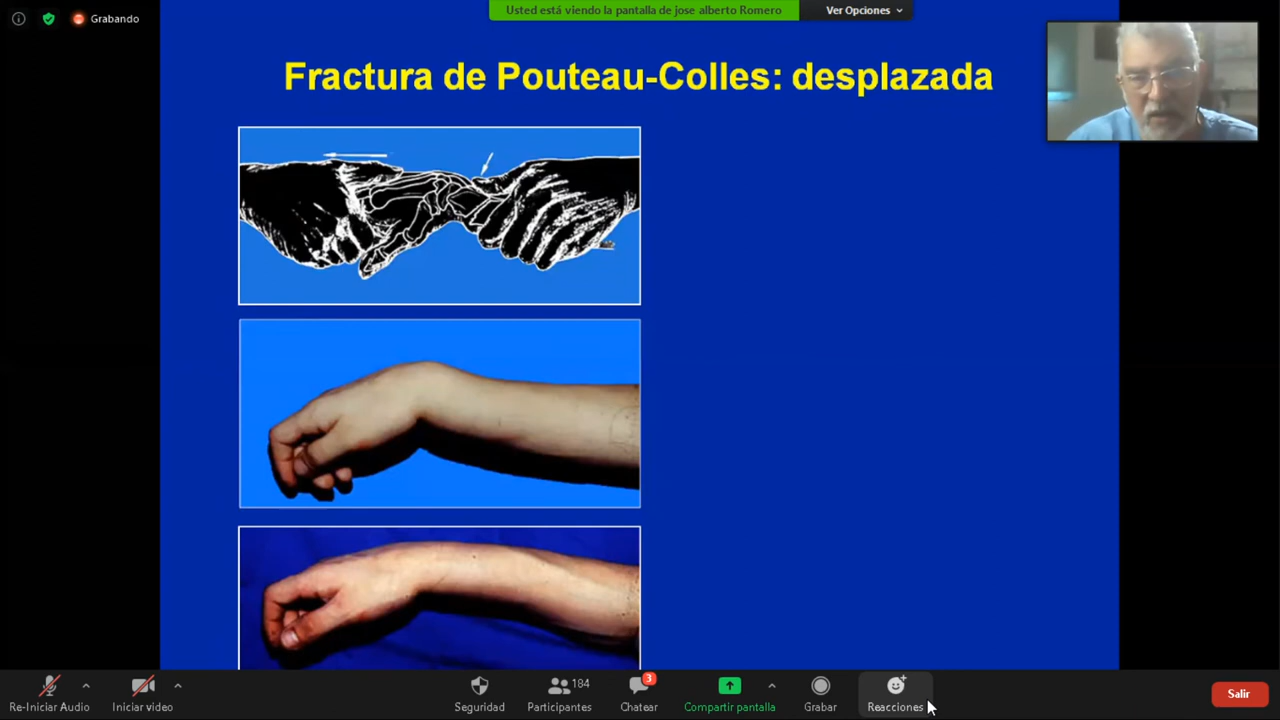 Grabando
Usted está viendo la pantalla de jose alberto Romero
Ver Opciones
Fractura de Pouteau-Colles: desplazada
Re-Iniciar Audio
Iniciar video
Seguridad
184
Participantes
3
Chatear
Compartir pantalla
Grabar
Reacciones
Salir